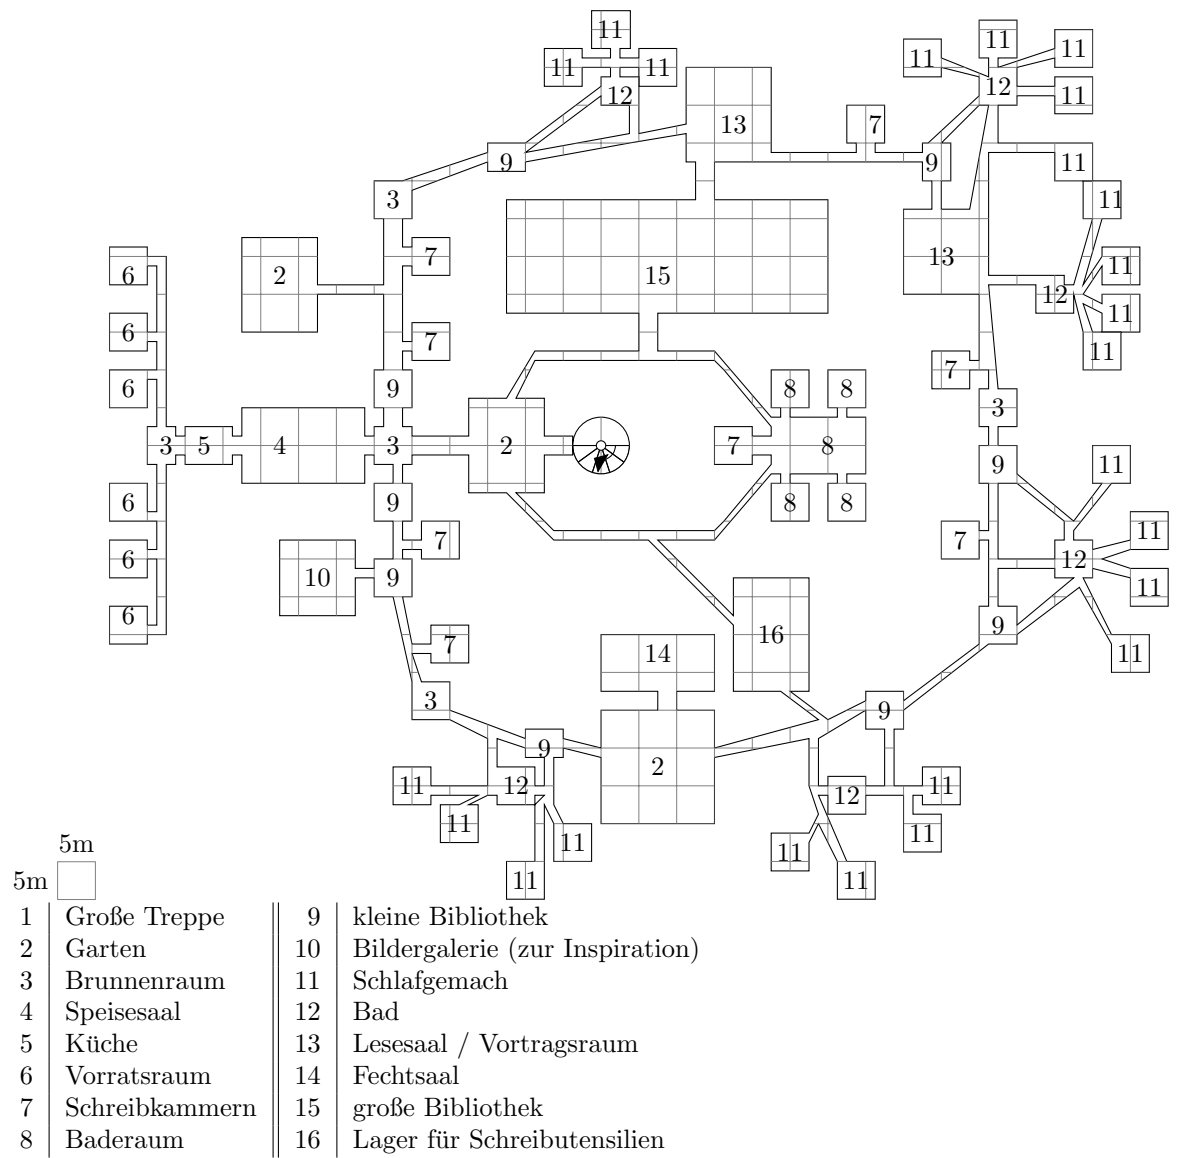 11
11 11 11 11
11 11
12 12 11
13 7
9 9 11
3 11
7 13
6 2 15 11
12 11
6 7 11
7
6 9 8 8 3
3 5 4 3 2 7 8
9 11
6 9 8 8
7 7 11
6 12
10 9 11
6 16 9
7 14 11
3 9
9 2
11 12 12 11
11 11 11
11 11 11
5m
5m
1 Große Treppe 9 kleine Bibliothek
2 Garten 10 Bildergalerie (zur Inspiration)
3 Brunnenraum 11 Schlafgemach
4 Speisesaal 12 Bad
5 Küche 13 Lesesaal / Vortragsraum
6 Vorratsraum 14 Fechtsaal
7 Schreibkammern 15 große Bibliothek
8 Baderaum 16 Lager für Schreibutensilien